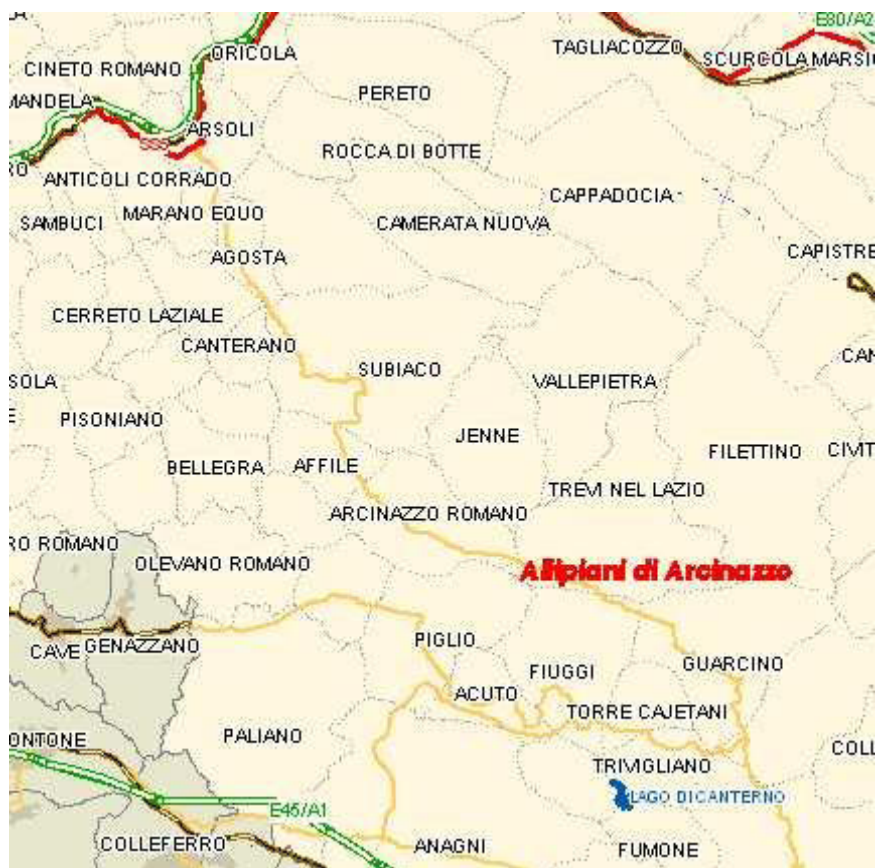 E80/A2
ORICOLA
TAGLIACOZZO
SCURCOLA MARSIC
CINETO ROMANO
MANDELA
PERETO
ARSOLI
ROCCA DI BOTTE
ANTICOLI CORRADO
CAPPADOCIA
SAMBUCI
MARANO EQUO
CAMERATA NUOVA
AGOSTA
CAPISTRE
CERRETO LAZIALE
CANTERANO
SUBIACO
CAN
SOLA
VALLEPIETRA
PISONIANO
JENNE
FILETTINO
CIVIT
BELLEGRA
AFFILE
TREVI NEL LAZIO
ARCINAZZO ROMANO
RO ROMANO
OLEVANO ROMANO
Altipiani di Arcinazzo
CAVE
GENAZZANO
PIGLIO
FIUGGI
GUARCINO
ACUTO
TORRE CAJETANI
PALIANO
ONTONE
COLL
TRIVIGLIANO
LAGO DI CANTERNO
E45/A1
COLLEFERRO
ANAGNI
FUMONE